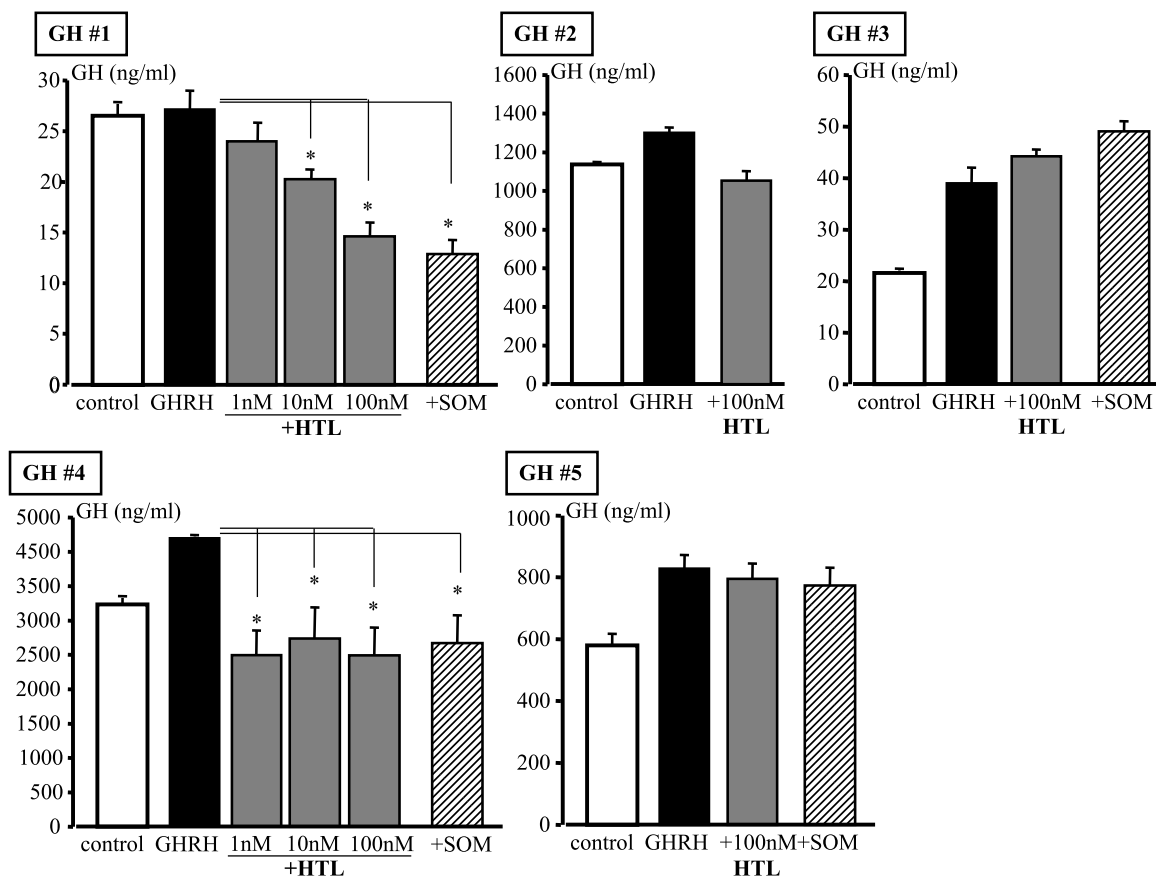 GH #1
GH (ng/ml)
30
25
20
15
10
5
0
*
*
*
control GHRH 1nM 10nM 100nM +SOM
+HTL
GH #2
GH (ng/ml)
1600
1400
1200
1000
800
600
400
200
0
control GHRH +100nM
HTL
GH #3
GH (ng/ml)
60
50
40
30
20
10
0
control GHRH +100nM +SOM
HTL
GH #4
GH (ng/ml)
5000
4500
3500
3000
2500
2000
1500
1000
500
0
*
*
*
*
control GHRH 1nM 10nM 100nM +SOM
+HTL
GH #5
GH (ng/ml)
1000
800
600
400
200
0
control GHRH +100nM+SOM
HTL